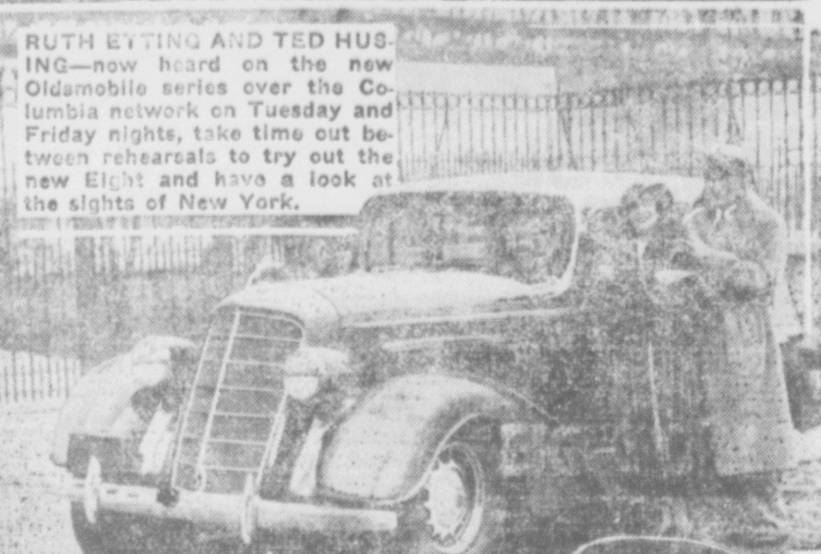 RUTH ETTING AND TED HUS-
ING—now heard on the new
Oldsmobile series over the Co-
lumbia network on Tuesday and
Friday nights, take time out be-
tween rehearsals to try out the
new Eight and have a look at
the sights of New York.